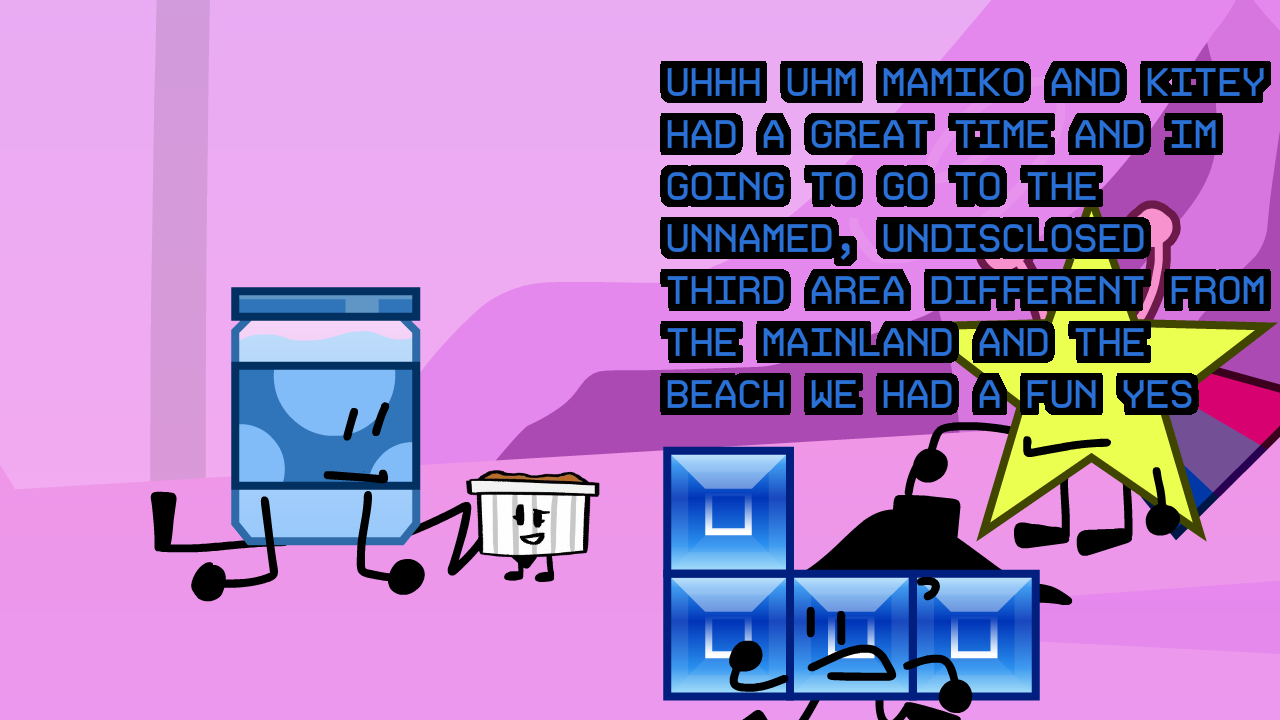 UHHH UHM MAMIKO AND KITEY
HAD A GREAT TIME AND IM
GOING TO GO TO THE
UNNAMED, UNDISCLOSED
THIRD AREA DIFFERENT FROM
THE MAINLAND AND THE
BEACH WE HAD A FUN YES